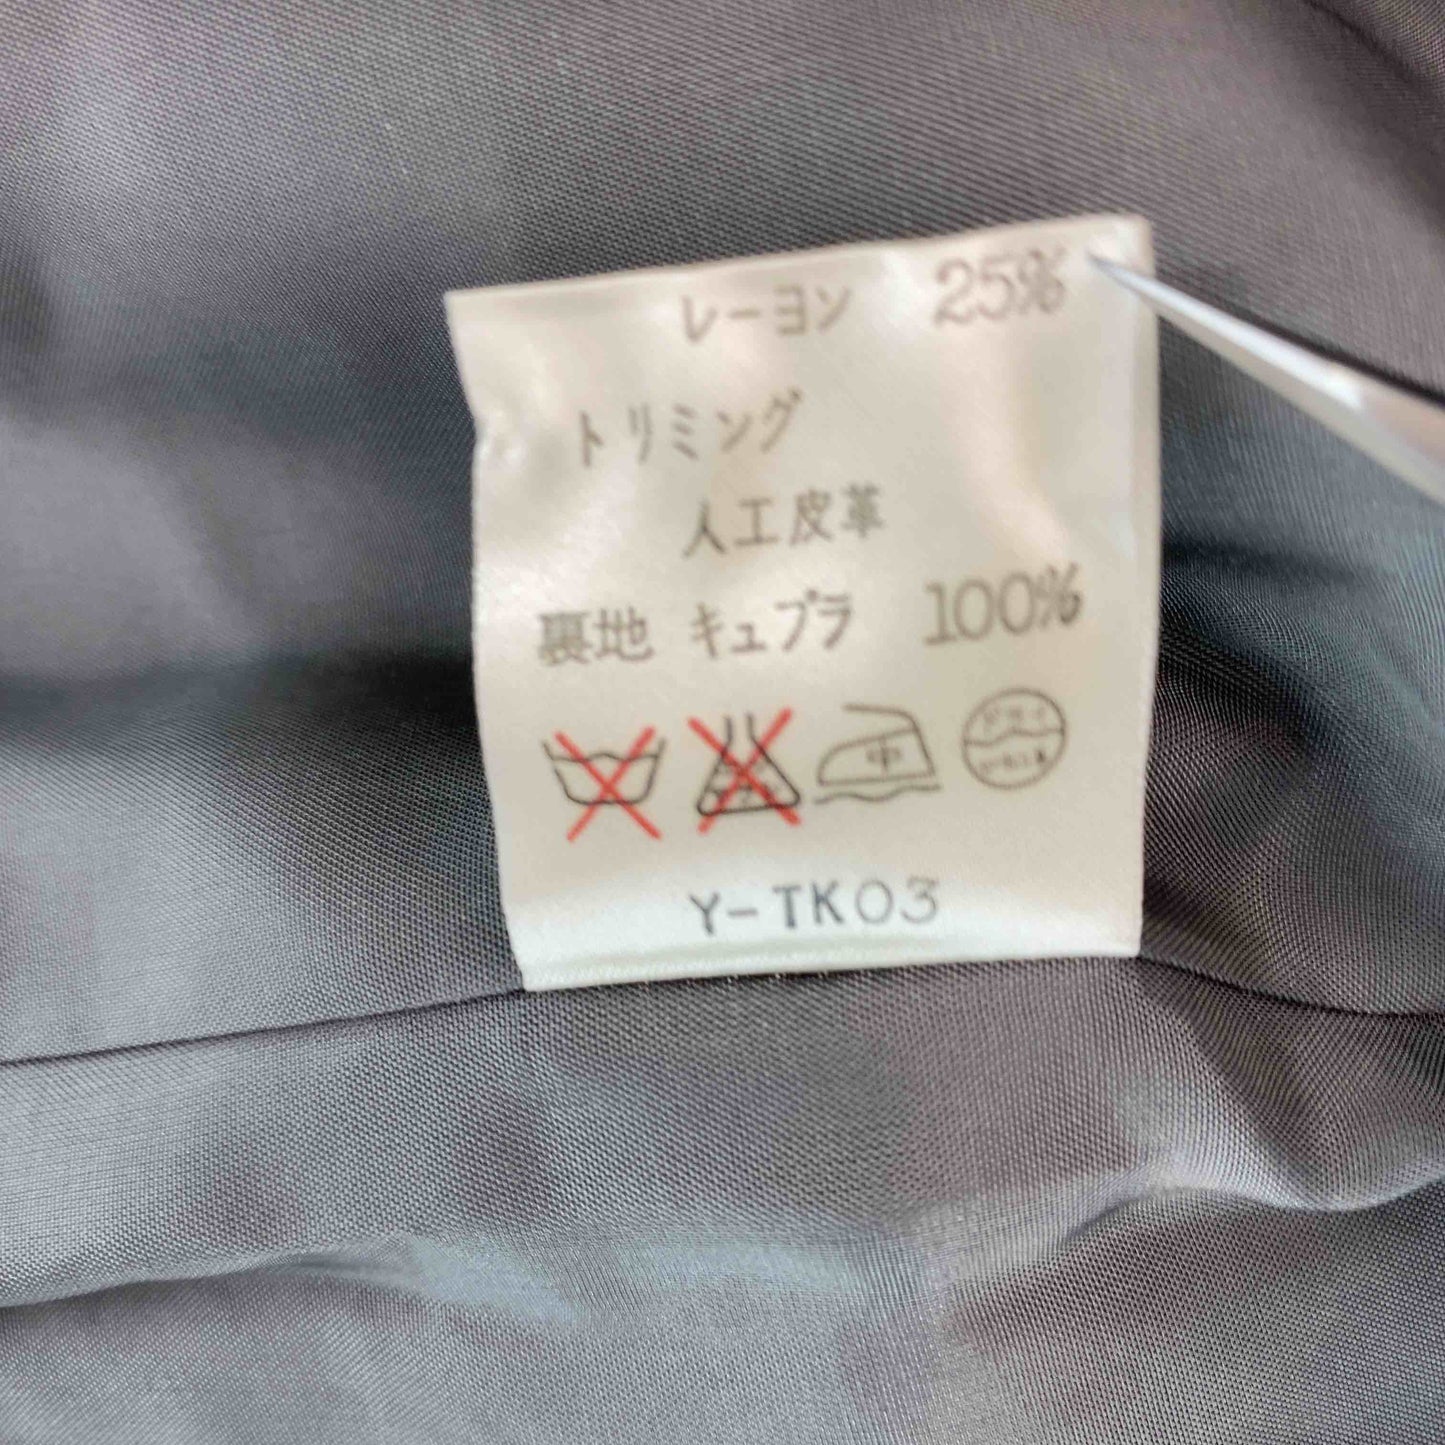 レーヨン 25%
トリミング
人工皮革
裏地 キュプラ 100%
中
Y-TK03